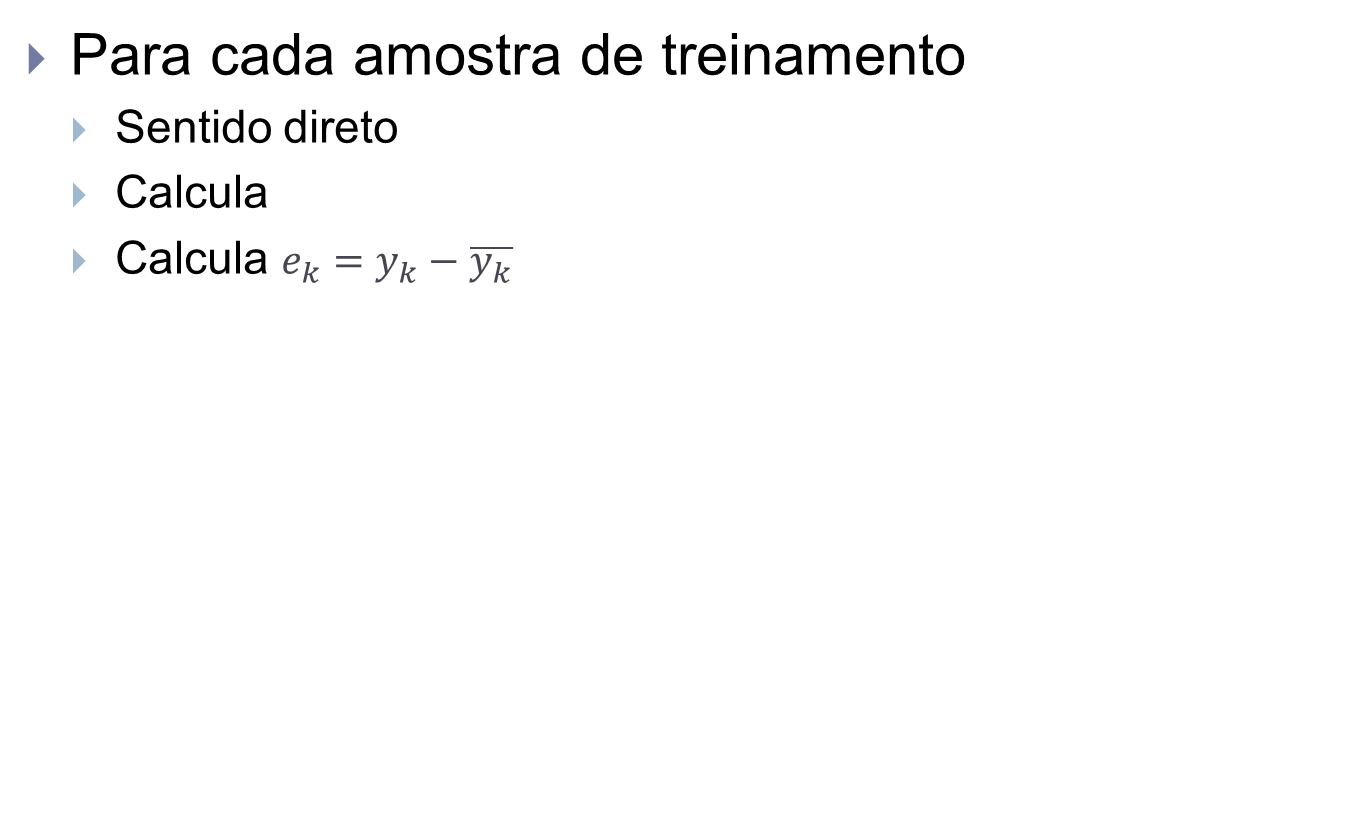 Para cada amostra de treinamento
Sentido direto
Calcula
Calcula $e_k = y_k - \overline{y_k}$